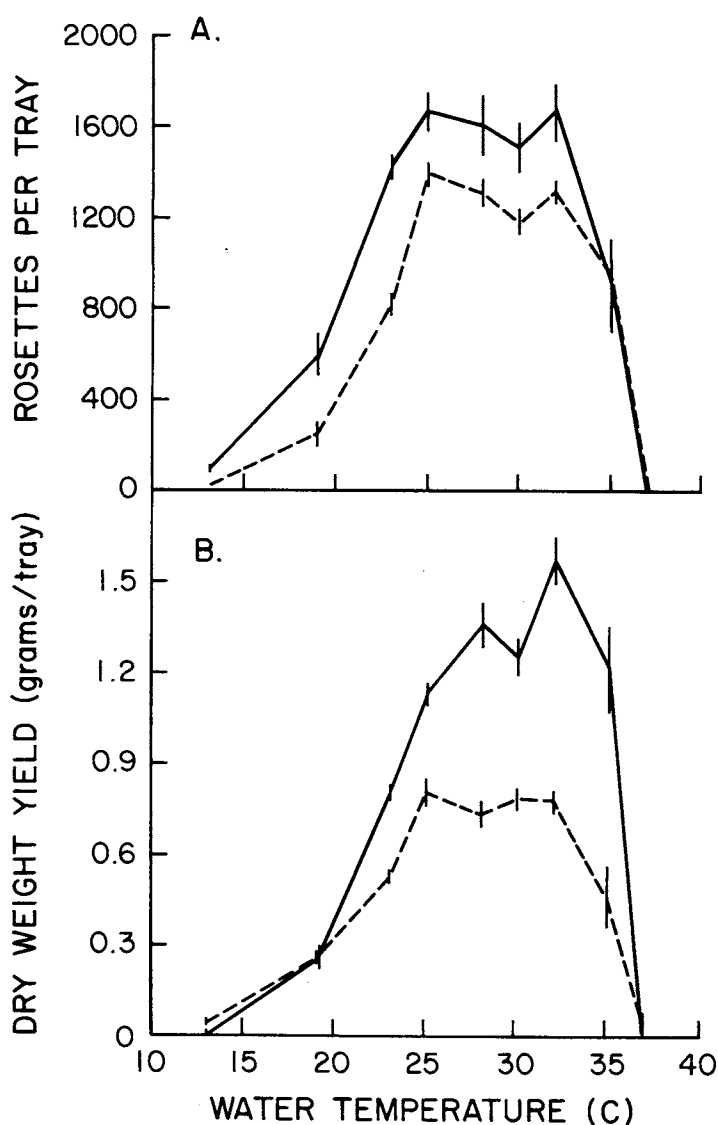 A.
ROSETTES PER TRAY
2000
1600
1200
800
400
0
B.
DRY WEIGHT YIELD (grams/tray)
1.5
1.2
0.9
0.6
0.3
0
10 15 20 25 30 35 40
WATER TEMPERATURE (C)